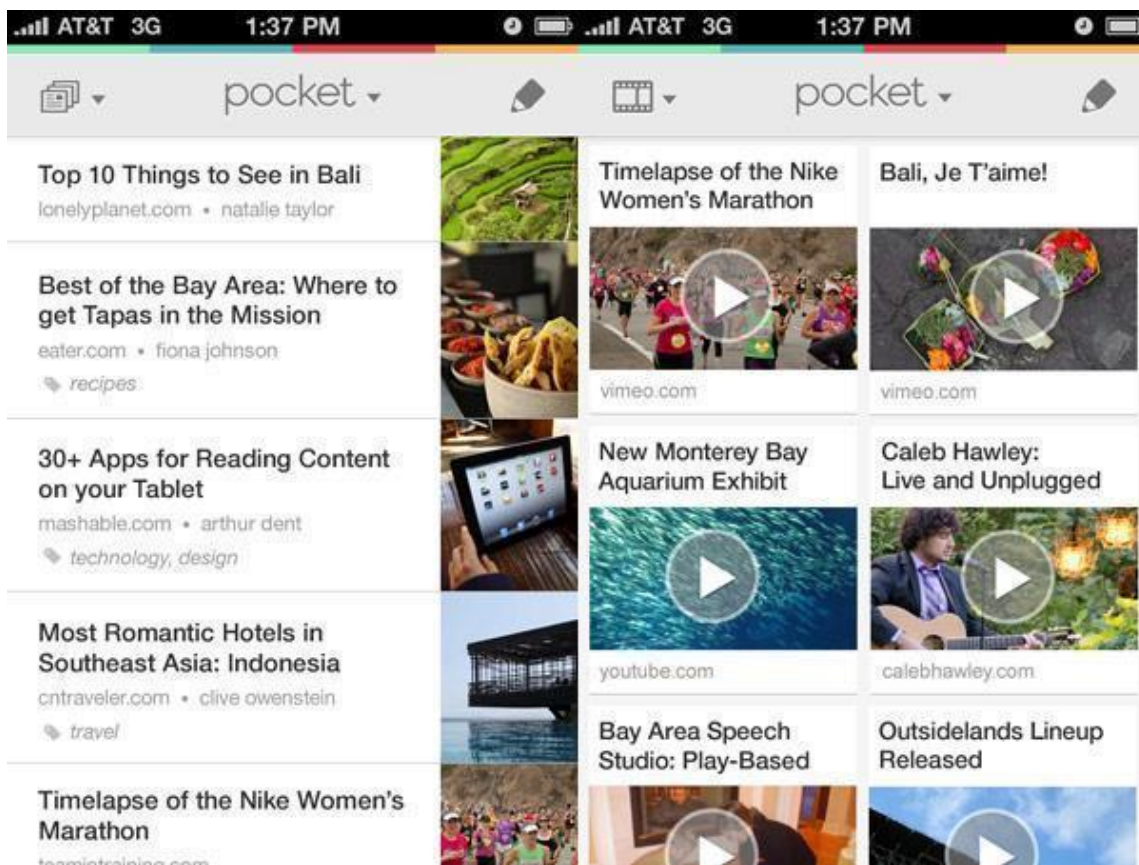 AT&T 3G 1:37 PM
pocket
Top 10 Things to See in Bali
lonelyplanet.com • natalie taylor
Best of the Bay Area: Where to
get Tapas in the Mission
eater.com • fiona johnson
recipes
30+ Apps for Reading Content
on your Tablet
mashable.com • arthur dent
technology, design
Most Romantic Hotels in
Southeast Asia: Indonesia
cntraveler.com • clive owenstein
travel
Timelapse of the Nike Women's
Marathon
teamintraining.com
AT&T 3G 1:37 PM
pocket
Timelapse of the Nike
Women's Marathon
vimeo.com
Bali, Je T'aime!
vimeo.com
New Monterey Bay
Aquarium Exhibit
youtube.com
Caleb Hawley:
Live and Unplugged
calebhawley.com
Bay Area Speech
Studio: Play-Based
Outsidelands Lineup
Released